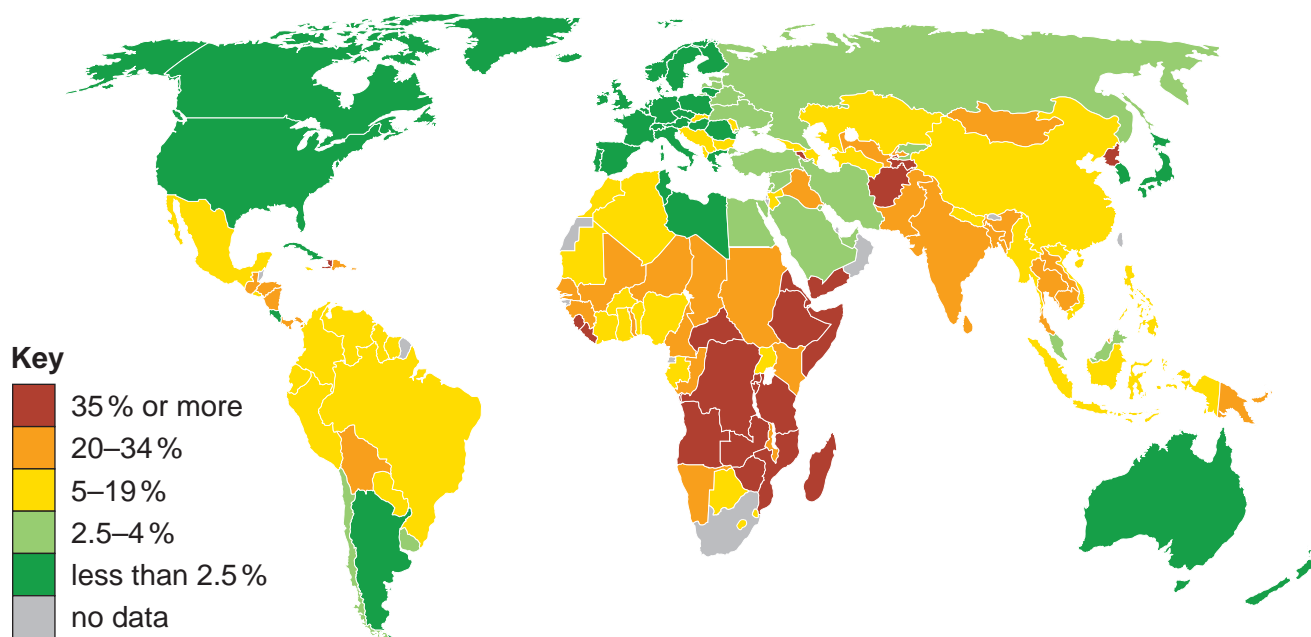 Key
35 % or more
20–34 %
5–19 %
2.5–4 %
less than 2.5 %
no data